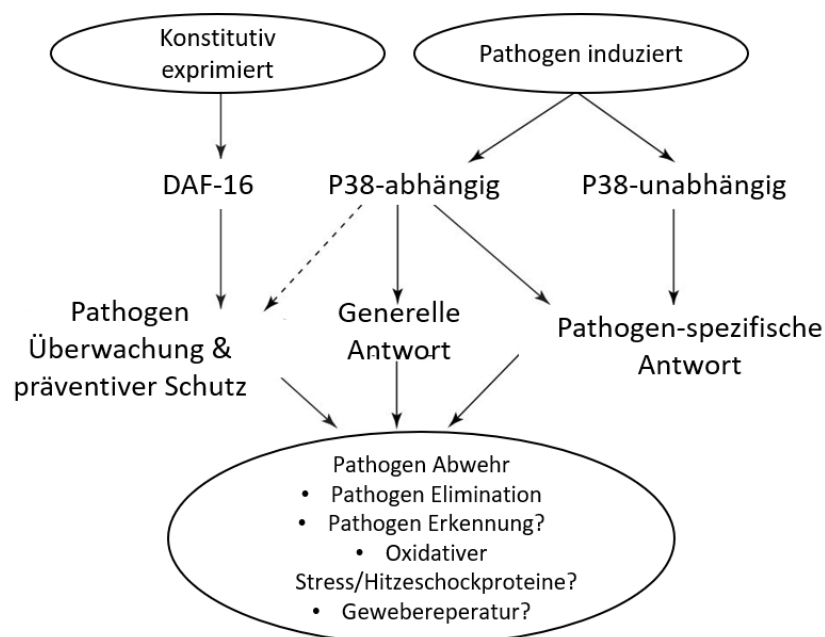 Konstitutiv
exprimiert
Pathogen induziert
DAF-16
P38-abhängig
P38-unabhängig
Pathogen
Überwachung &
präventiver Schutz
Generelle
Antwort
Pathogen-spezifische
Antwort
Pathogen Abwehr
• Pathogen Elimination
• Pathogen Erkennung?
• Oxidativer
Stress/Hitzeschockproteine?
• Gewebereperatur?